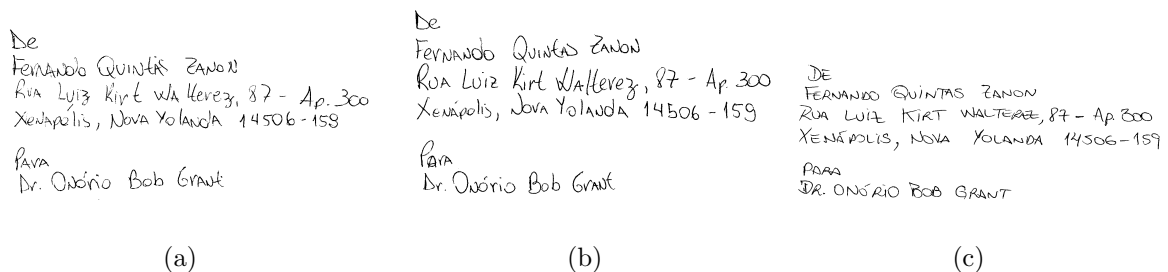 De
Fernando Quintas Zanon
Rua Luiz Kirt Walterez, 87 - Ap. 300
Xenápolis, Nova Yolanda 14506-159
Para
Dr. Onório Bob Grant
(a)
De
Fernando Quintas Zanon
Rua Luiz Kirt Walterez, 87 - Ap. 300
Xenápolis, Nova Yolanda 14506-159
Para
Dr. Onório Bob Grant
(b)
DE
FERNANDO QUINTAS ZANON
RUA LUIZ KIRT WALTEREZ, 87 - AP. 300
XENÁPOLIS, NOVA YOLANDA 14506-159
PARA
DR. ONÓRIO BOB GRANT
(c)